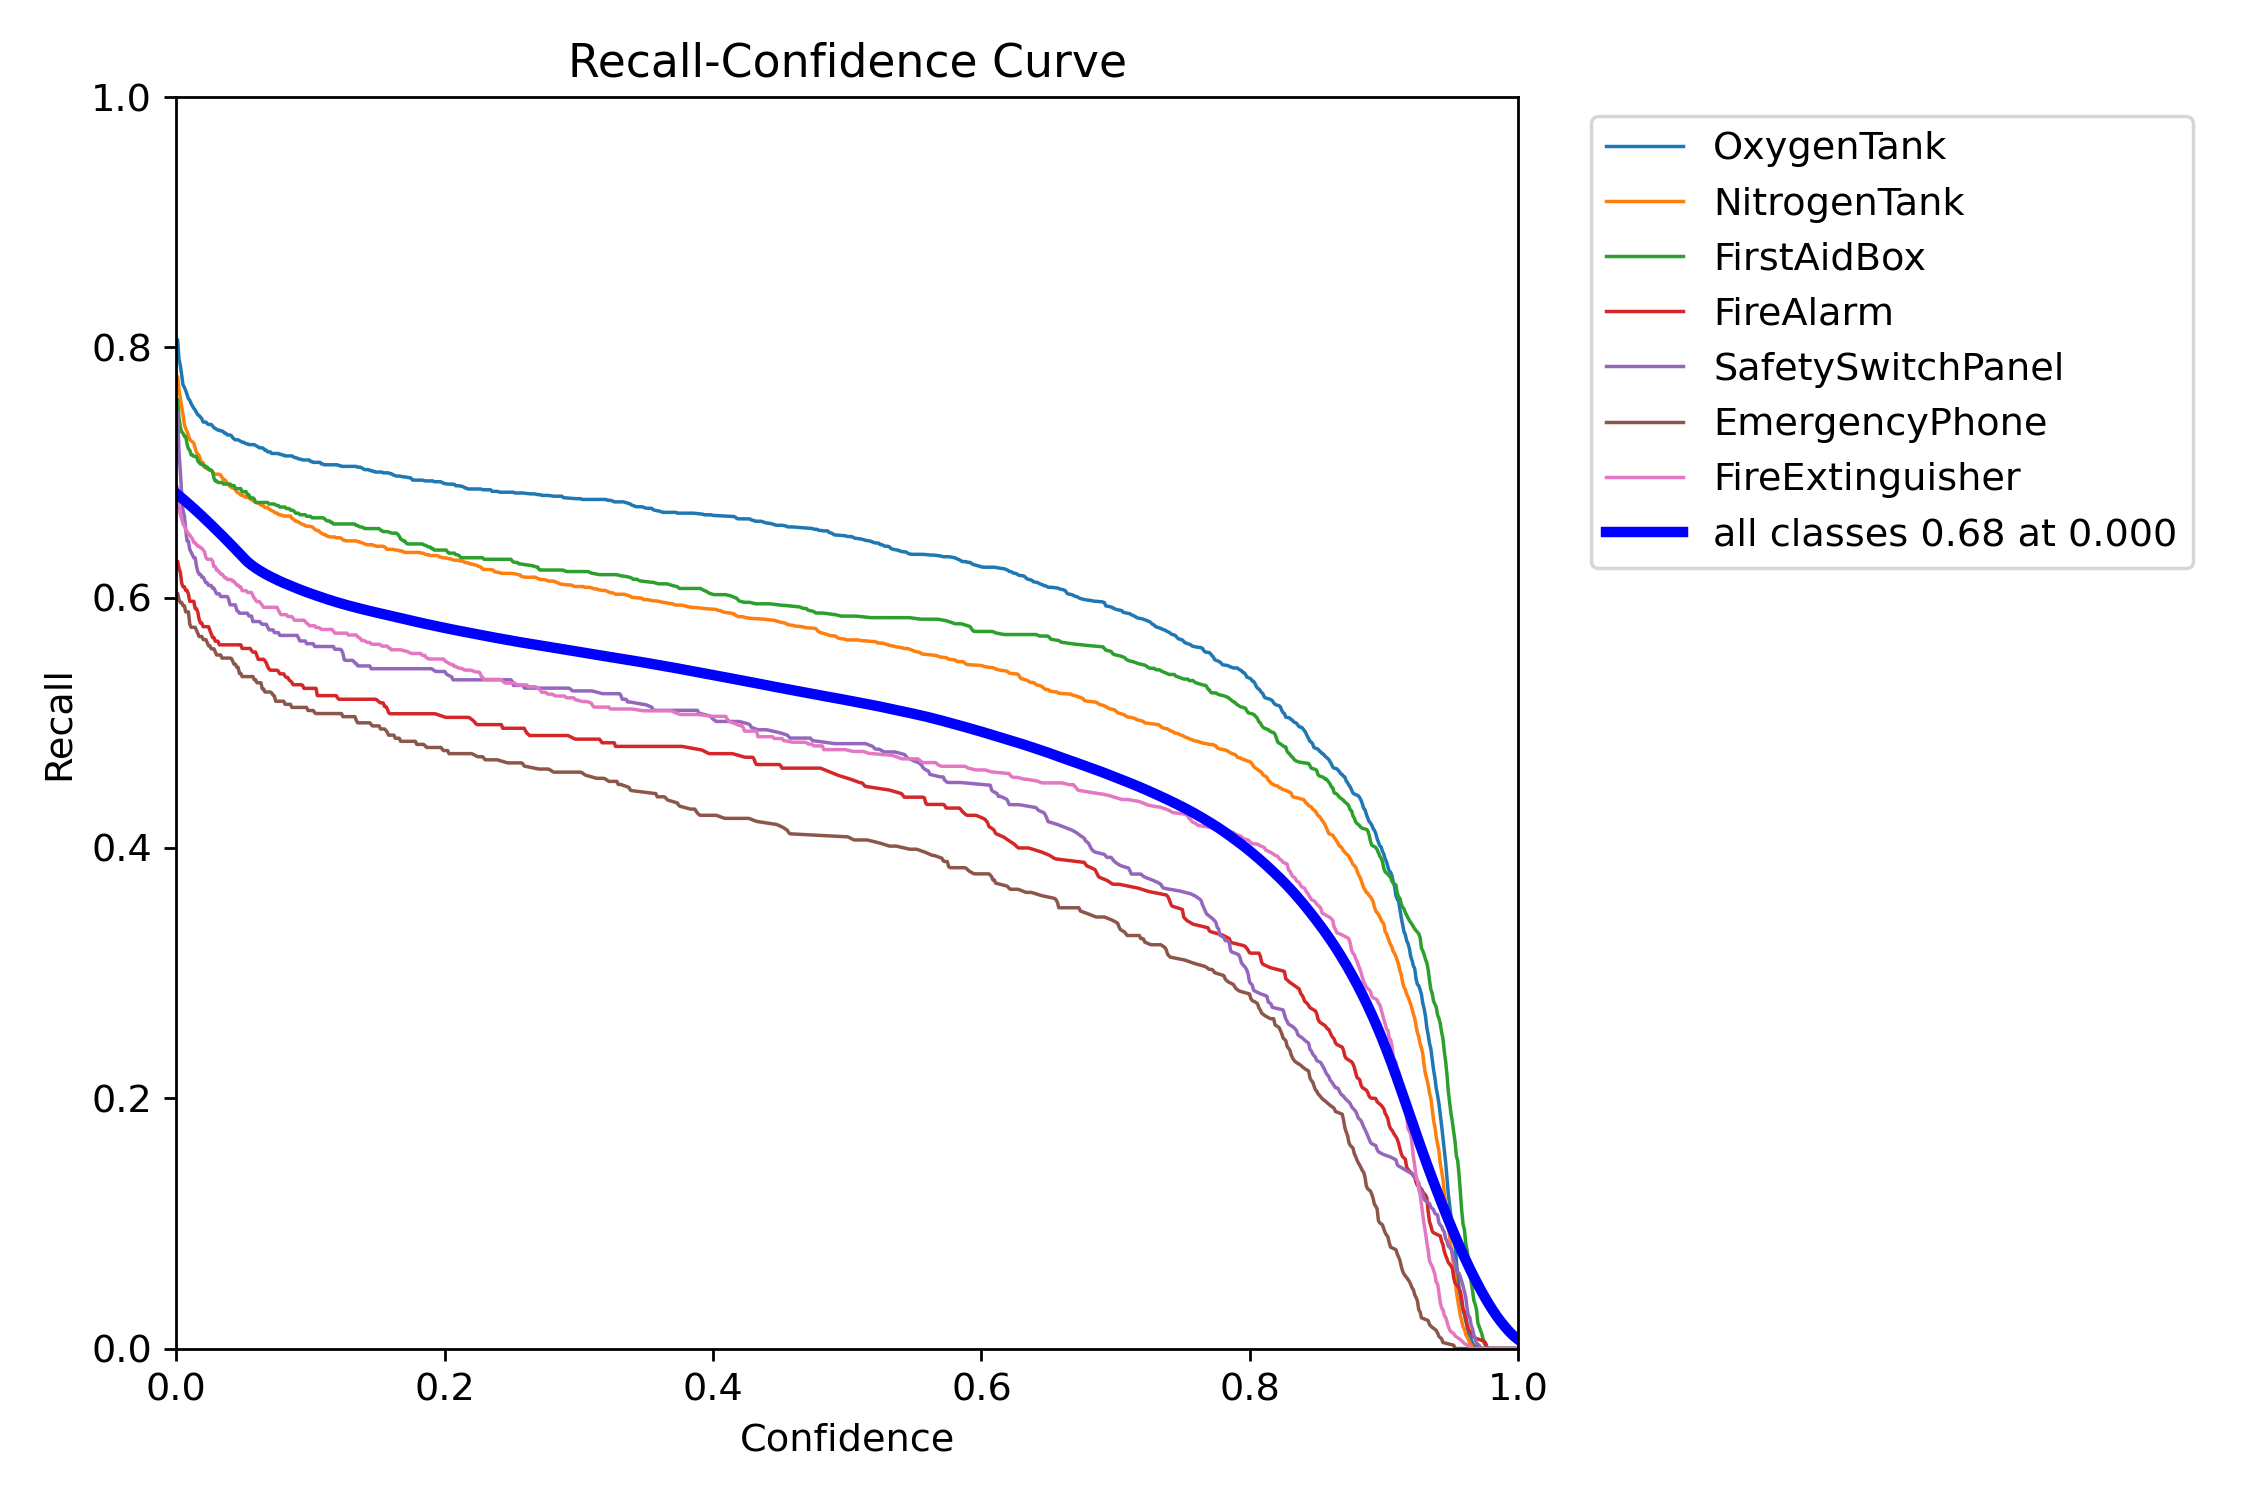 Recall-Confidence Curve
1.0
0.8
0.6
0.4
0.2
0.0
Recall
0.0 0.2 0.4 0.6 0.8 1.0
Confidence
OxygenTank
NitrogenTank
FirstAidBox
FireAlarm
SafetySwitchPanel
EmergencyPhone
FireExtinguisher
all classes 0.68 at 0.000